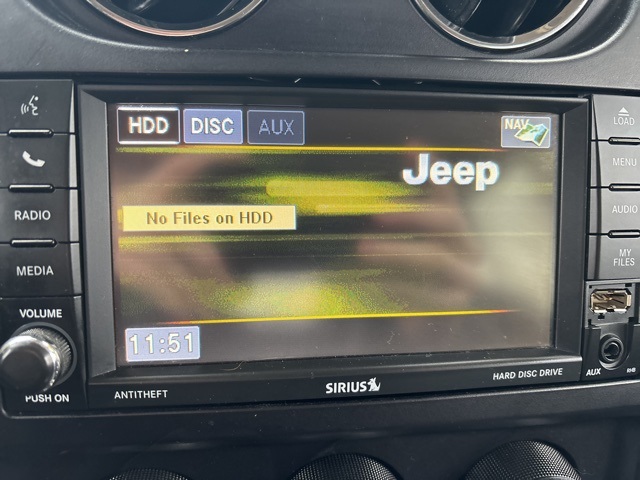 HDD DISC AUX NAV
Jeep
No Files on HDD
11:51
RADIO
MEDIA
VOLUME
PUSH ON
ANTITHEFT
SIRIUS
HARD DISC DRIVE
LOAD
MENU
AUDIO
MY
FILES
AUX RHB